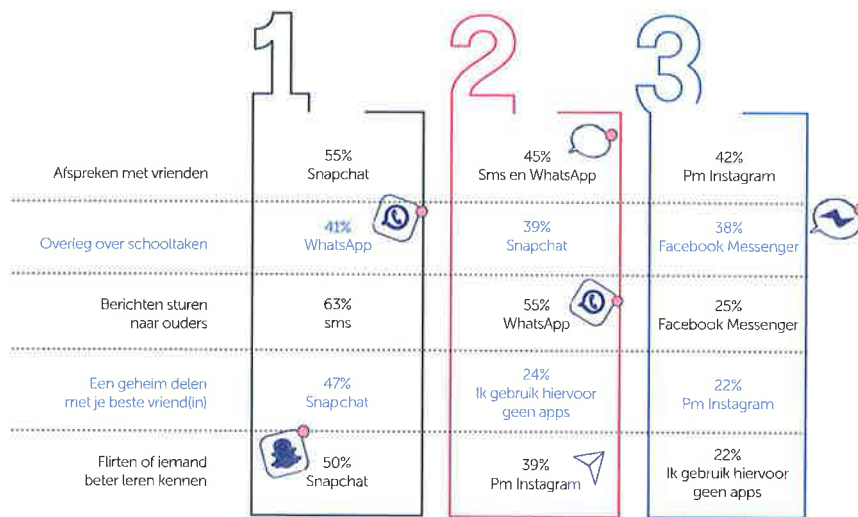 1 2 3
Afspreken met vrienden
55%
Snapchat
45%
Sms en WhatsApp
42%
Pm Instagram
Overleg over schooltaken
41%
WhatsApp
39%
Snapchat
38%
Facebook Messenger
Berichten sturen
naar ouders
63%
sms
55%
WhatsApp
25%
Facebook Messenger
Een geheim delen
met je beste vriend(in)
47%
Snapchat
24%
Ik gebruik hiervoor
geen apps
22%
Pm Instagram
Flirten of iemand
beter leren kennen
50%
Snapchat
39%
Pm Instagram
22%
Ik gebruik hiervoor
geen apps